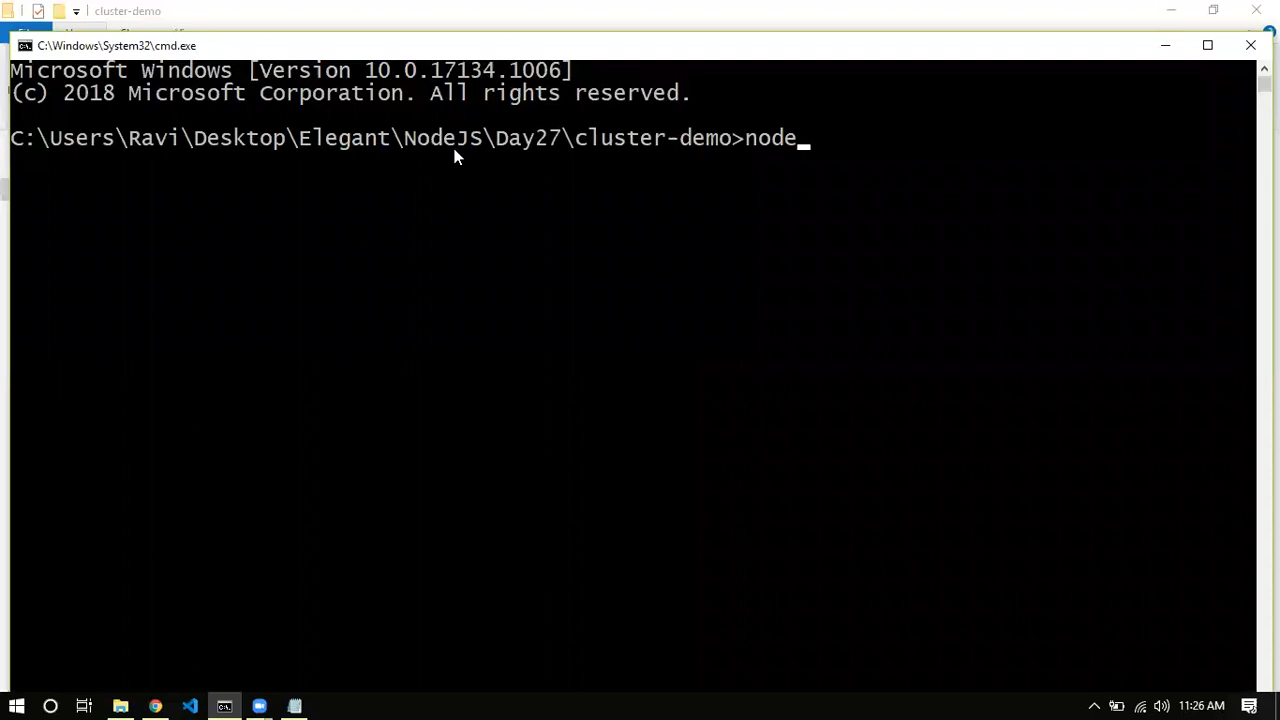 cluster-demo
C:\Windows\System32\cmd.exe
Microsoft Windows [Version 10.0.17134.1006]
(c) 2018 Microsoft Corporation. All rights reserved.
C:\Users\Ravi\Desktop\Elegant\NodeJS\Day27\cluster-demo>node
11:26 AM